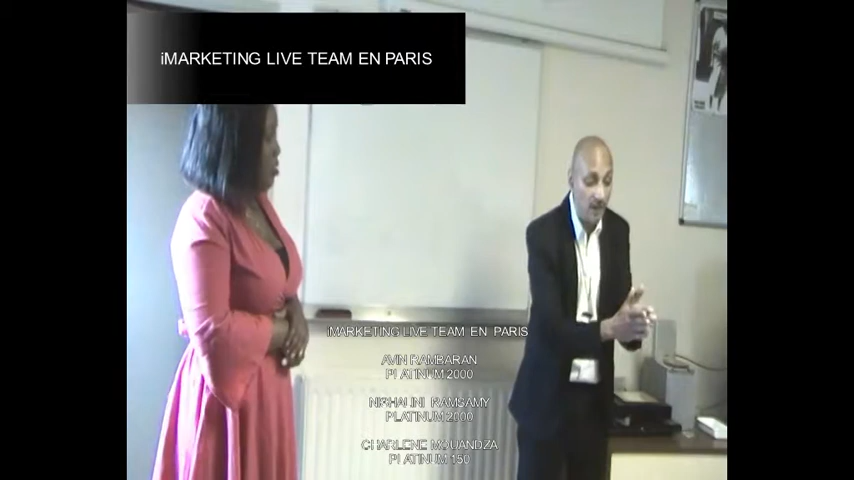 iMARKETING LIVE TEAM EN PARIS
iMARKETING LIVE TEAM EN PARIS
AVIN RAMBARAN
PLATINUM 2000
NISHALINI RAMSAMY
PLATINUM 2000
CHARLENE MOUANDZA
PLATINUM 150